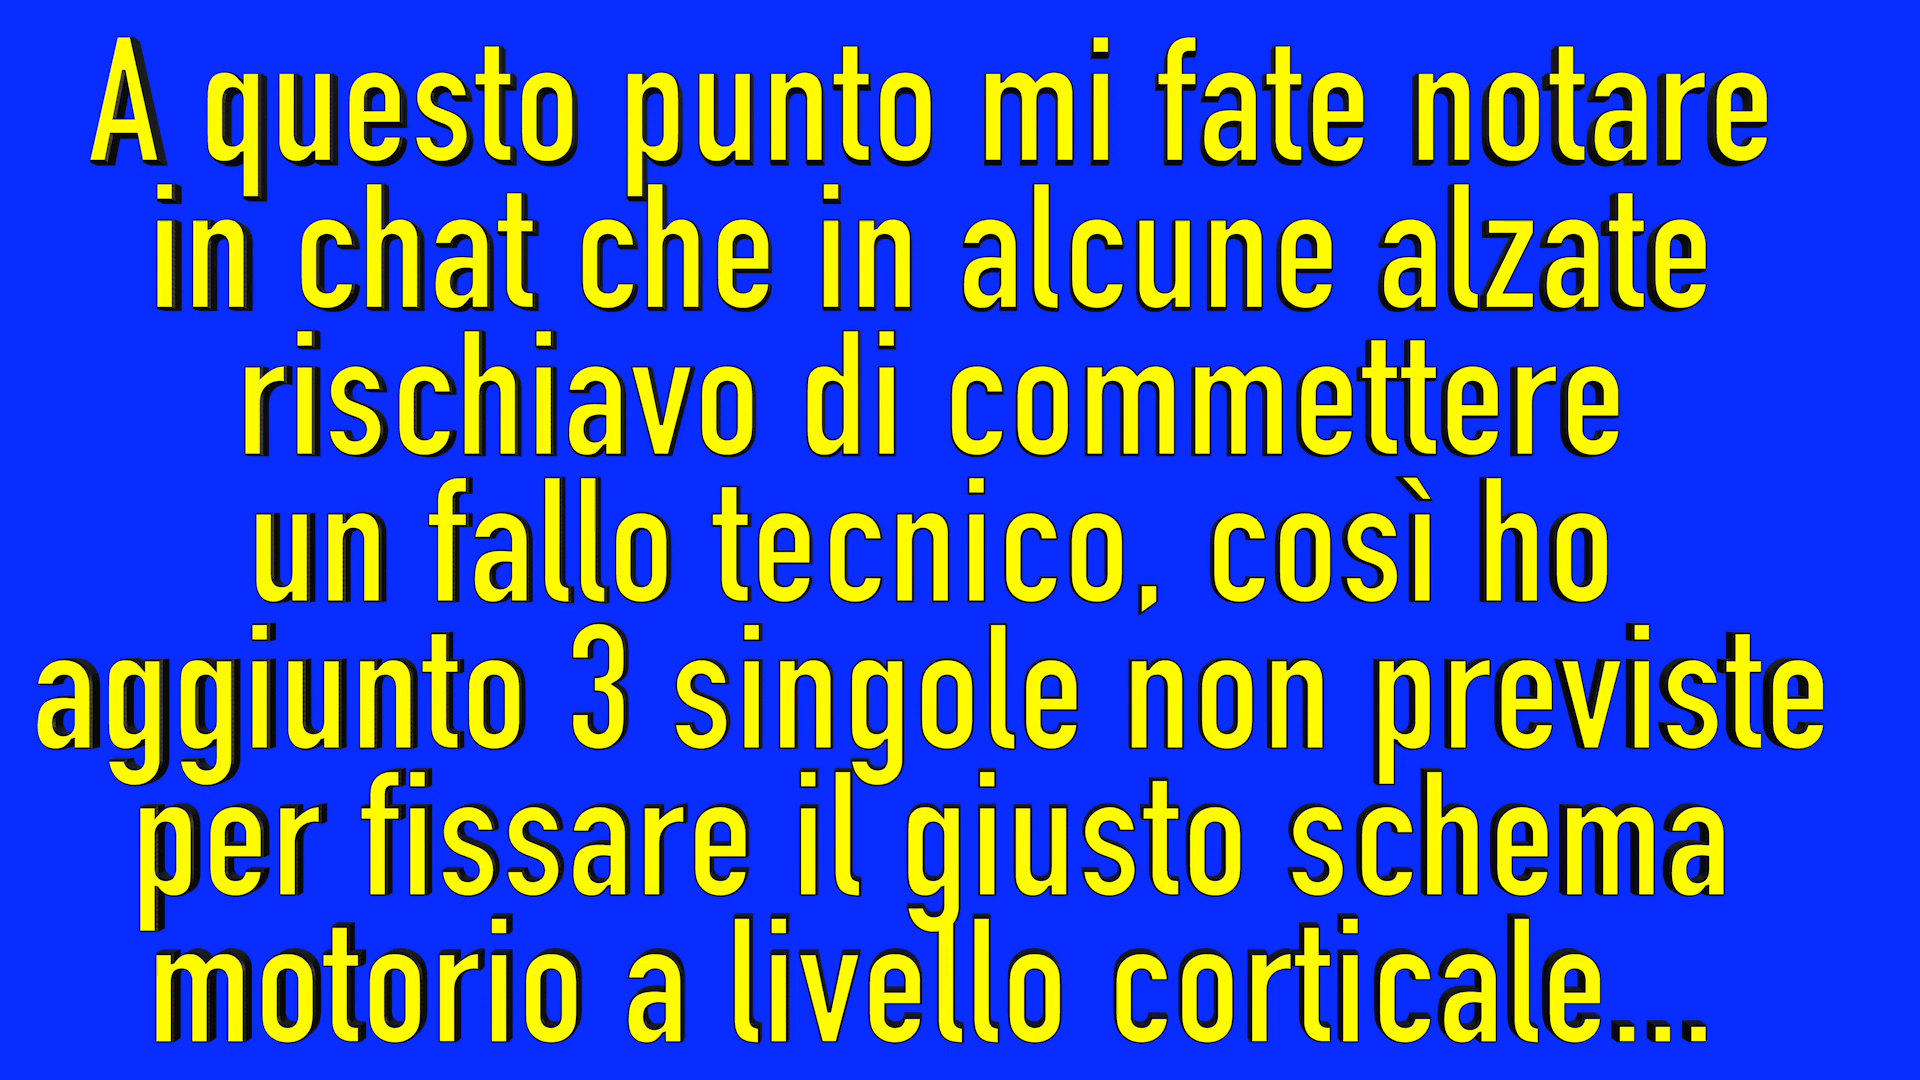 A questo punto mi fate notare
in chat che in alcune alzate
rischiavo di commettere
un fallo tecnico, così ho
aggiunto 3 singole non previste
per fissare il giusto schema
motorio a livello corticale...